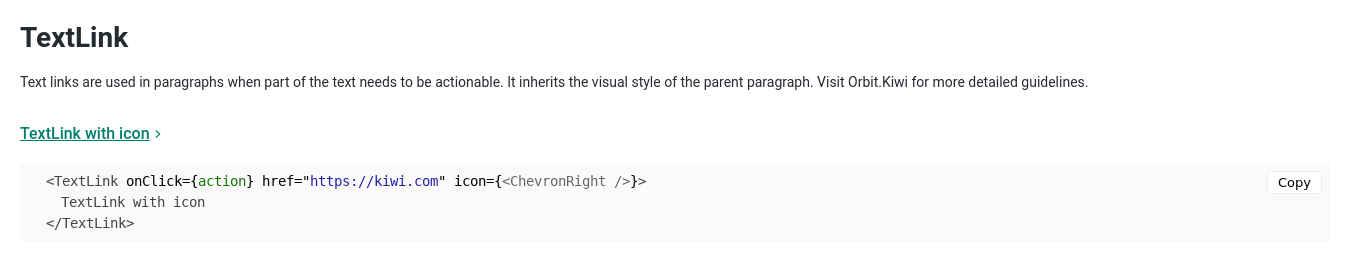 TextLink
Text links are used in paragraphs when part of the text needs to be actionable. It inherits the visual style of the parent paragraph. Visit Orbit.Kiwi for more detailed guidelines.
TextLink with icon
<TextLink onClick={action} href="https://kiwi.com" icon={<ChevronRight />}>
Copy
TextLink with icon
</TextLink>